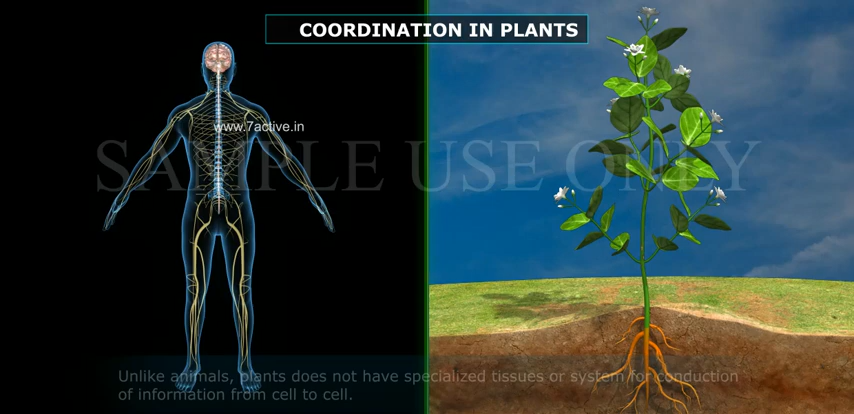 COORDINATION IN PLANTS
www.7active.in
SAMPLE USE ONLY
Unlike animals, plants does not have specialized tissues or system for conduction
of information from cell to cell.